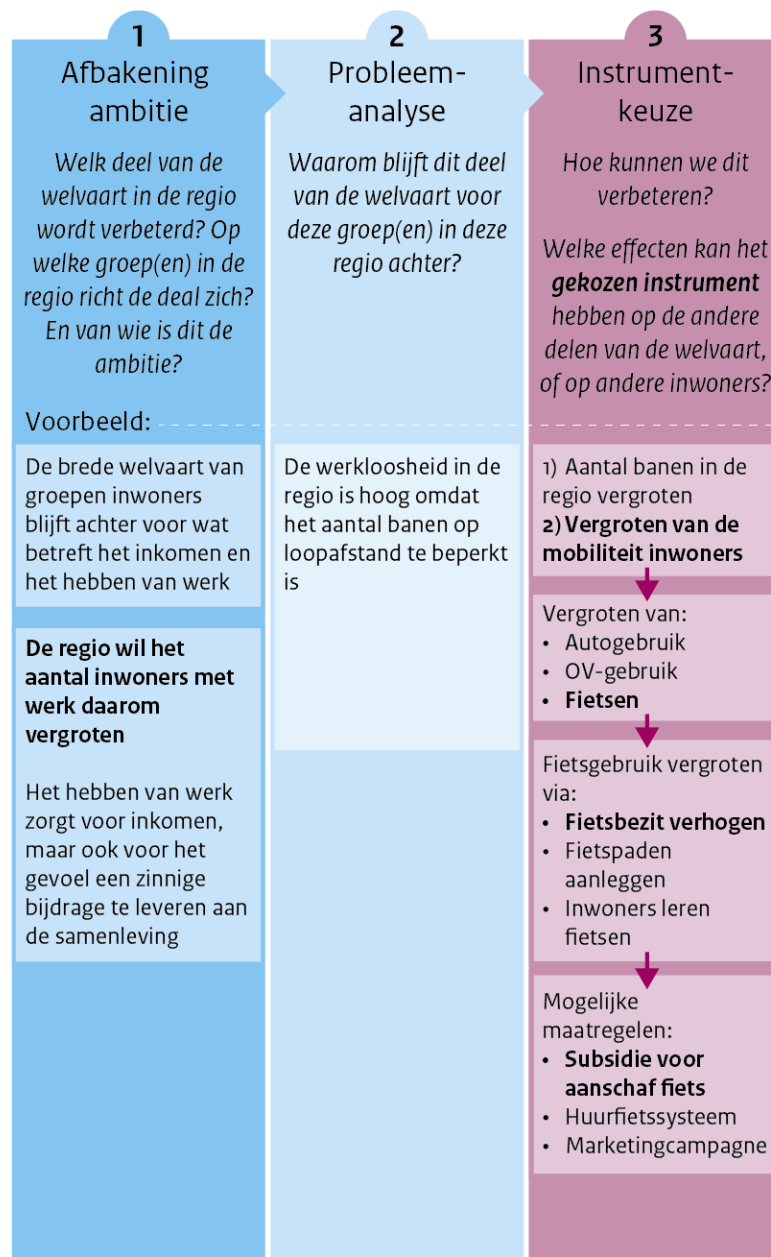 1
Afbakening
ambitie
Welk deel van de
welvaart in de regio
wordt verbeterd? Op
welke groep(en) in de
regio richt de deal zich?
En van wie is dit de
ambitie?
Voorbeeld:
De brede welvaart van
groepen inwoners
blijft achter voor wat
betreft het inkomen en
het hebben van werk
De regio wil het
aantal inwoners met
werk daarom
vergroten
Het hebben van werk
zorgt voor inkomen,
maar ook voor het
gevoel een zinnige
bijdrage te leveren aan
de samenleving
2
Probleem-
analyse
Waarom blijft dit deel
van de welvaart voor
deze groep(en) in deze
regio achter?
De werkloosheid in de
regio is hoog omdat
het aantal banen op
loopafstand te beperkt
is
3
Instrument-
keuze
Hoe kunnen we dit
verbeteren?
Welke effecten kan het
gekozen instrument
hebben op de andere
delen van de welvaart,
of op andere inwoners?
1) Aantal banen in de
regio vergroten
2) Vergroten van de
mobiliteit inwoners
Vergroten van:
• Autogebruik
• OV-gebruik
• Fietsen
Fietsgebruik vergroten
via:
• Fietsbezit verhogen
• Fietspaden
aanleggen
• Inwoners leren
fietsen
Mogelijke
maatregelen:
• Subsidie voor
aanschaf fiets
• Huurfietssysteem
• Marketingcampagne